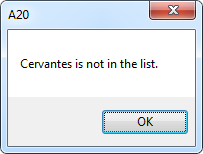 A20
Cervantes is not in the list.
OK